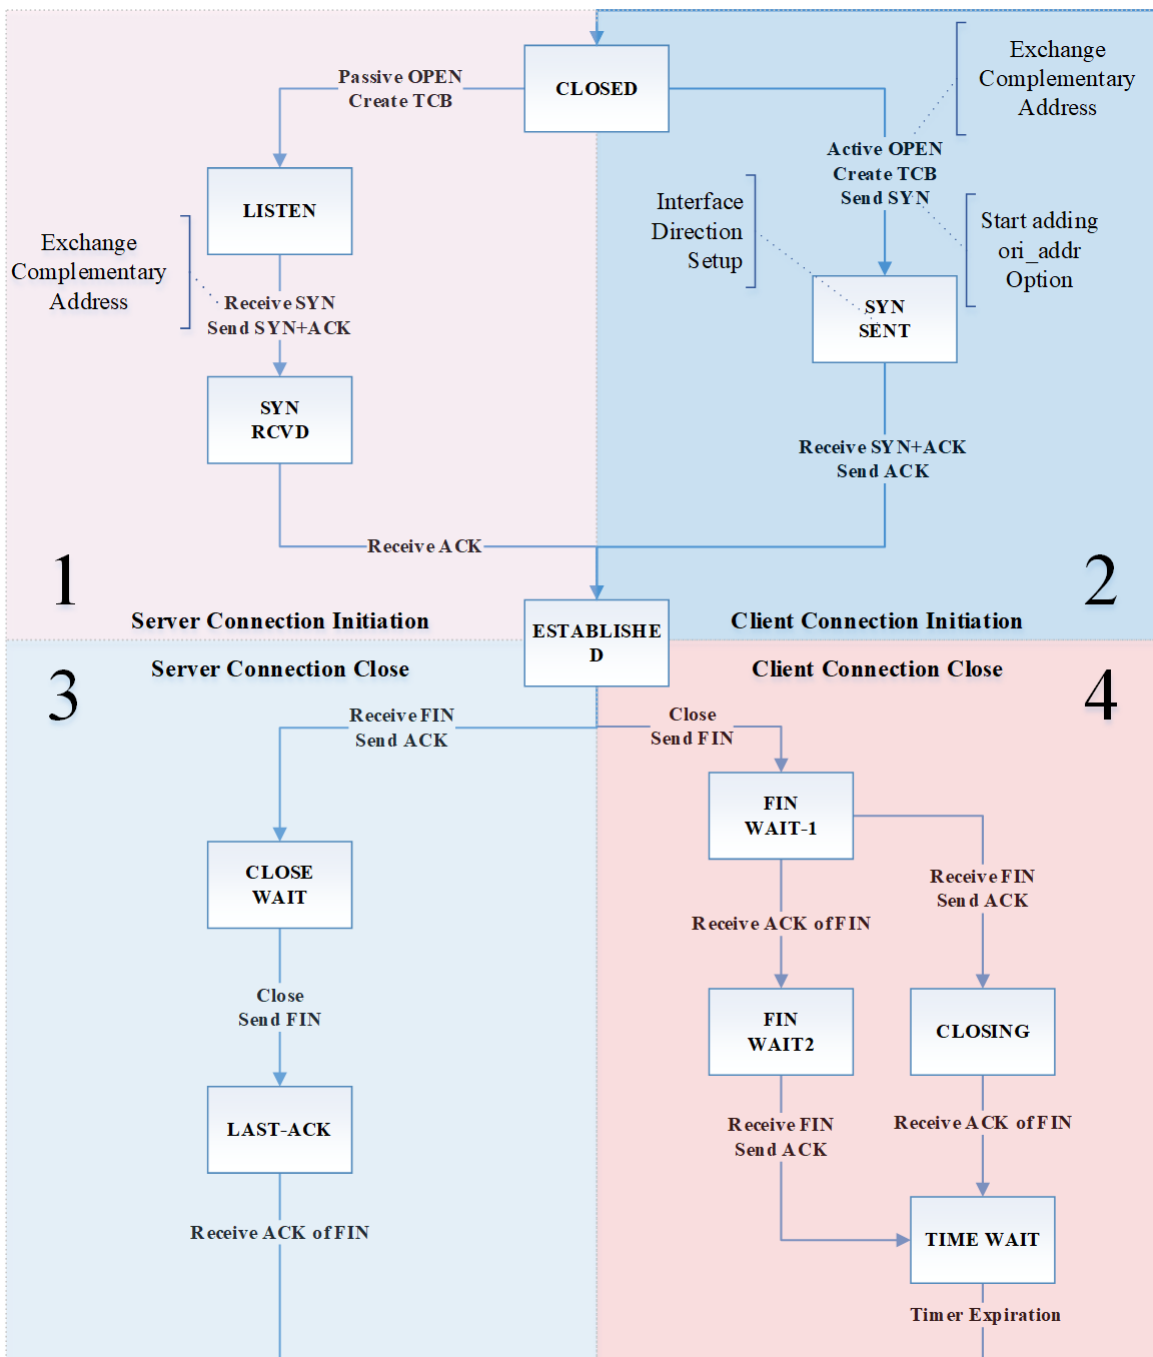 CLOSED
Passive OPEN
Create TCB
Exchange
Complementary
Address
Active OPEN
Create TCB
Send SYN
LISTEN
Interface
Direction
Setup
Start adding
ori_addr
Option
Exchange
Complementary
Address
Receive SYN
Send SYN+ACK
SYN
SENT
SYN
RCVD
Receive SYN+ACK
Send ACK
Receive ACK
1
2
Server Connection Initiation
Client Connection Initiation
ESTABLISHE
D
Server Connection Close
Client Connection Close
3
4
Receive FIN
Send ACK
Close
Send FIN
FIN
WAIT-1
CLOSE
WAIT
Receive FIN
Send ACK
Receive ACK of FIN
Close
Send FIN
FIN
WAIT2
CLOSING
LAST-ACK
Receive FIN
Send ACK
Receive ACK of FIN
Receive ACK of FIN
TIME WAIT
Timer Expiration